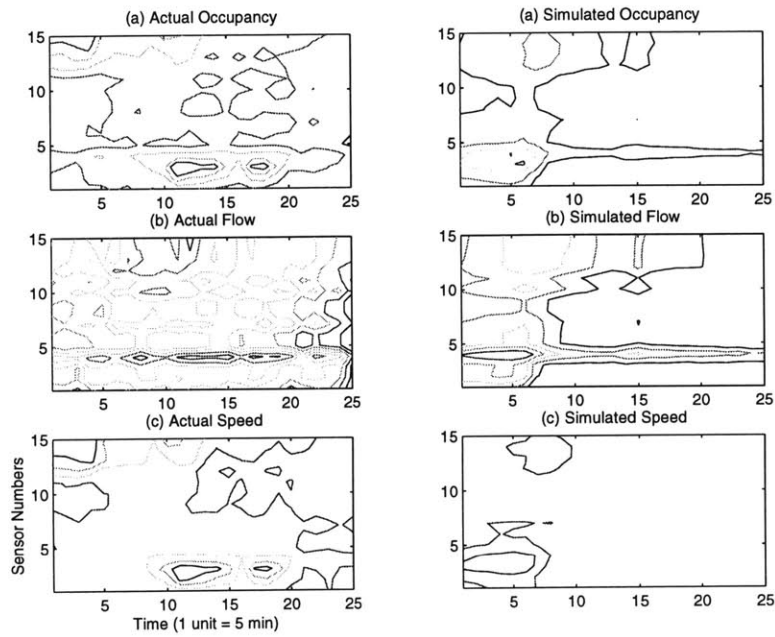 (a) Actual Occupancy
15
10
5
5 10 15 20 25
(b) Actual Flow
15
10
5
5 10 15 20 25
(c) Actual Speed
15
10
5
Sensor Numbers
5 10 15 20 25
Time (1 unit = 5 min)
(a) Simulated Occupancy
15
10
5
5 10 15 20 25
(b) Simulated Flow
15
10
5
5 10 15 20 25
(c) Simulated Speed
15
10
5
5 10 15 20 25